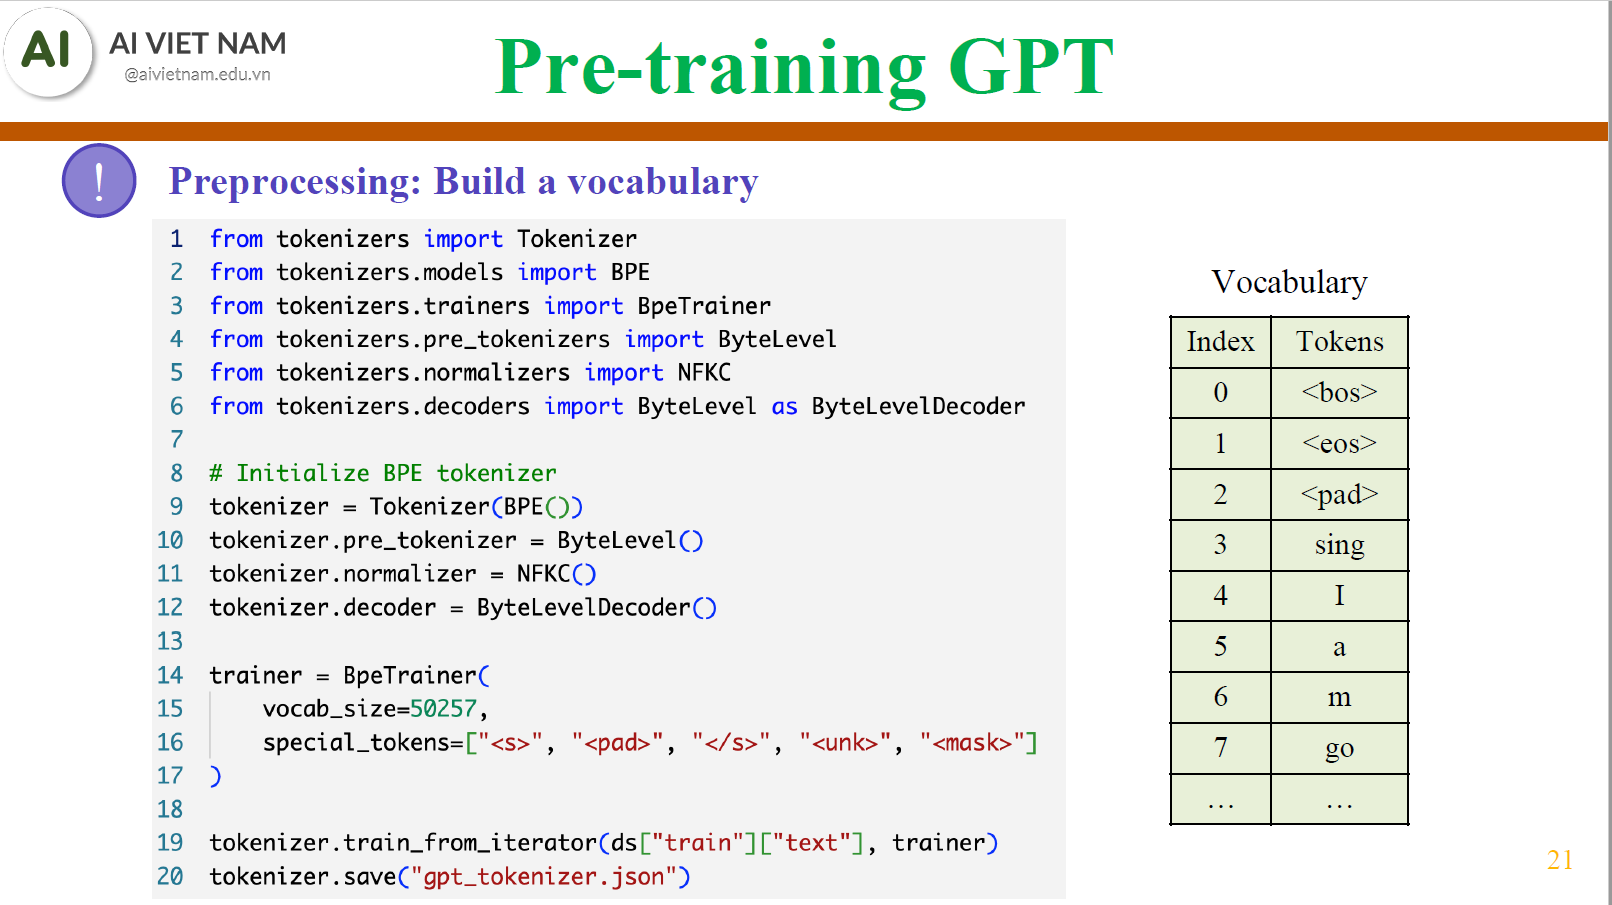 AI
AI VIET NAM
@aivietnam.edu.vn
Pre-training GPT
!
Preprocessing: Build a vocabulary
1 from tokenizers import Tokenizer
2 from tokenizers.models import BPE
3 from tokenizers.trainers import BpeTrainer
4 from tokenizers.pre_tokenizers import ByteLevel
5 from tokenizers.normalizers import NFKC
6 from tokenizers.decoders import ByteLevel as ByteLevelDecoder
7
8 # Initialize BPE tokenizer
9 tokenizer = Tokenizer(BPE())
10 tokenizer.pre_tokenizer = ByteLevel()
11 tokenizer.normalizer = NFKC()
12 tokenizer.decoder = ByteLevelDecoder()
13
14 trainer = BpeTrainer(
15     vocab_size=50257,
16     special_tokens=["<s>", "<pad>", "</s>", "<unk>", "<mask>"]
17 )
18
19 tokenizer.train_from_iterator(ds["train"]["text"], trainer)
20 tokenizer.save("gpt_tokenizer.json")
Vocabulary
Index Tokens
0 <bos>
1 <eos>
2 <pad>
3 sing
4 I
5 a
6 m
7 go
… …
21